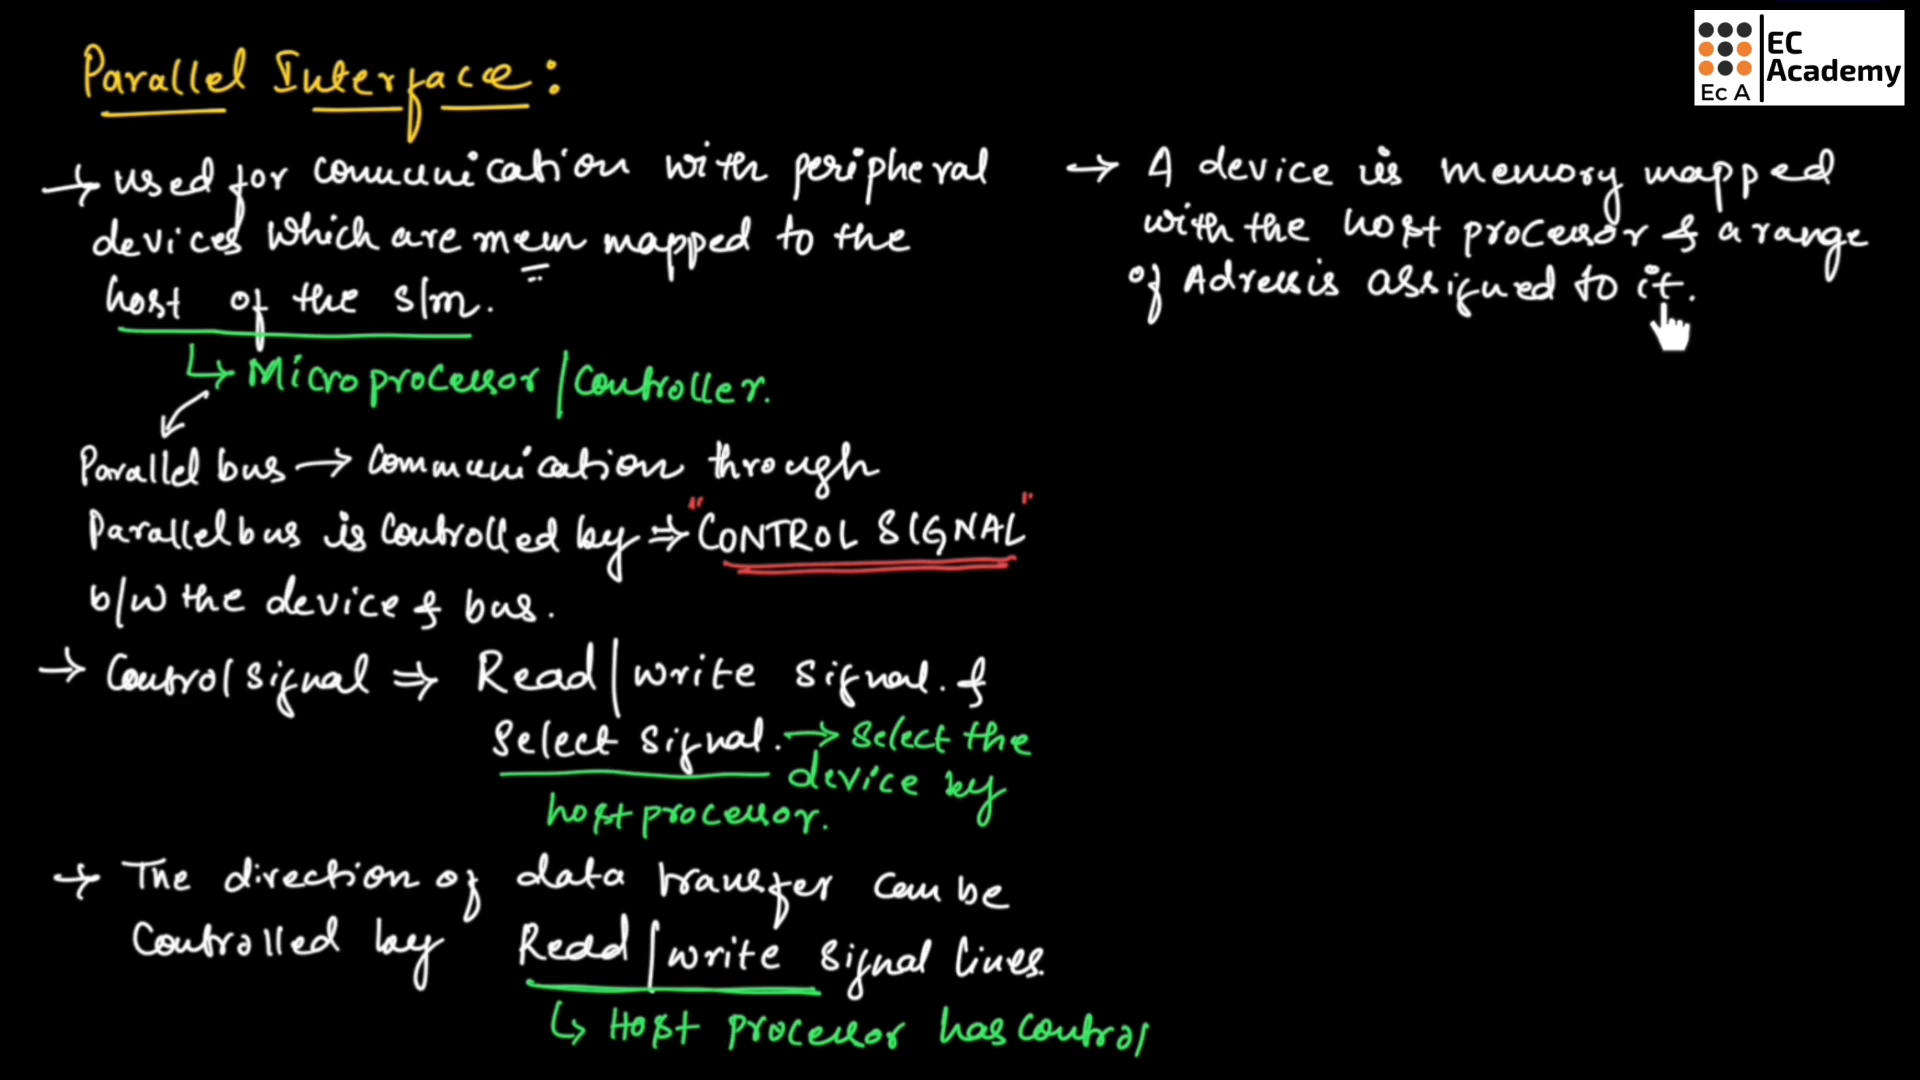 Parallel Interface:
→ used for communication with peripheral
devices which are mem mapped to the
host of the s/m.
↳ Microprocessor/Controller.
Parallel bus → Communication through
Parallel bus is Controlled by ⇒ "CONTROL SIGNAL"
b/w the device & bus.
→ Control signal ⇒ Read/write signal. &
Select signal. → Select the
device by
host processor.
→ The direction of data transfer can be
Controlled by Read/write signal lines.
↳ Host processor has control
→ A device is memory mapped
with the host processor & a range
of Adress is assigned to it.
EC
Academy
Ec A